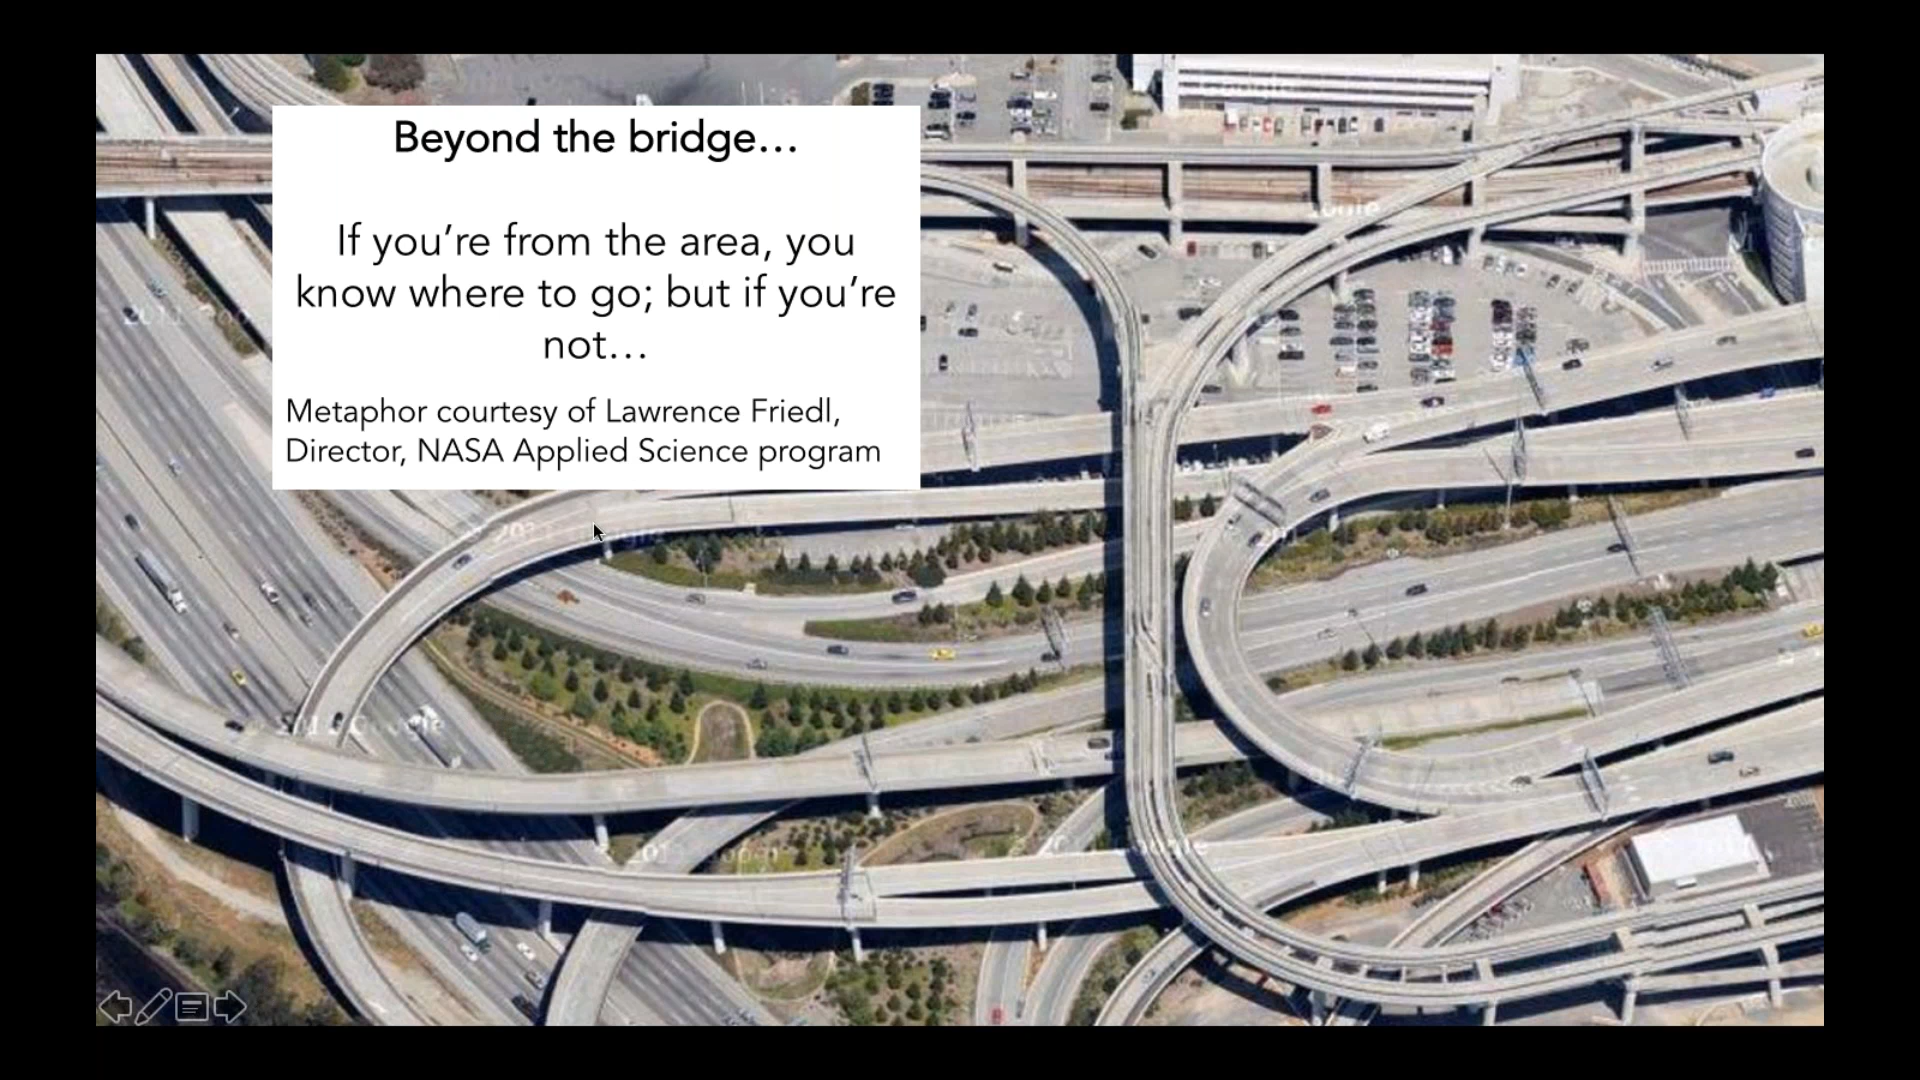 Beyond the bridge…
If you’re from the area, you
know where to go; but if you’re
not…
Metaphor courtesy of Lawrence Friedl,
Director, NASA Applied Science program